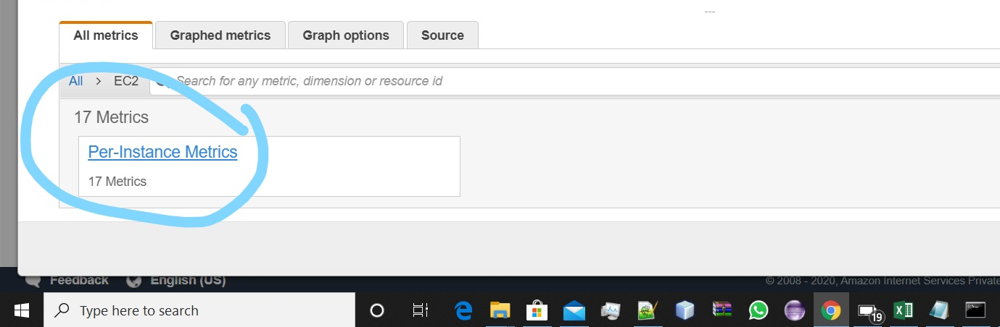 ---
All metrics Graphed metrics Graph options Source
All > EC2 Search for any metric, dimension or resource id
17 Metrics
Per-Instance Metrics
17 Metrics
Feedback English (US) © 2008 - 2020, Amazon Internet Services Private
Type here to search 19